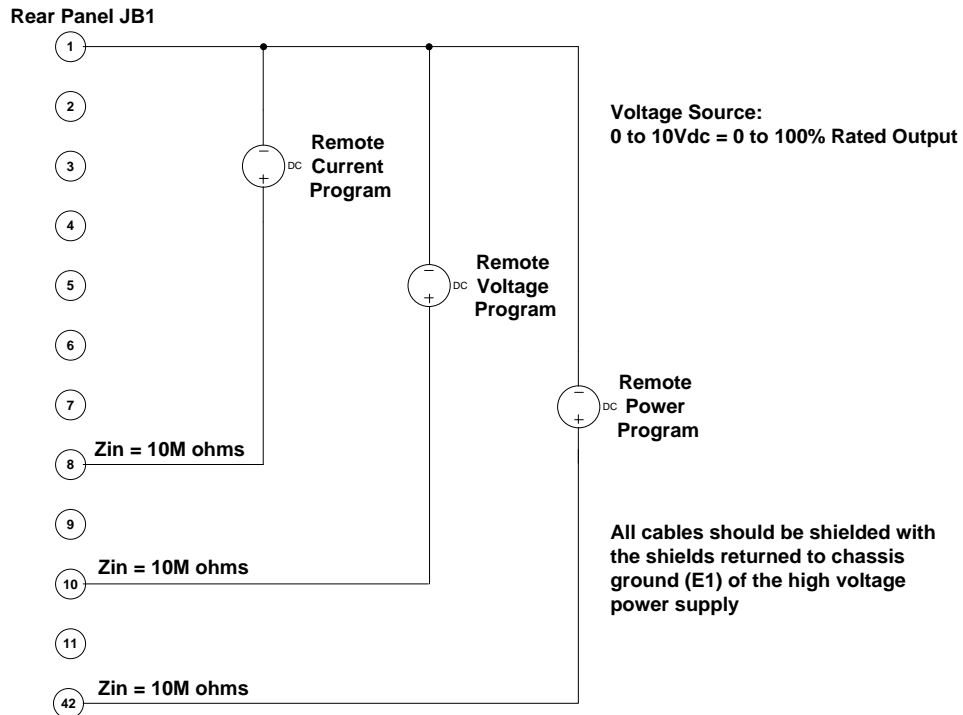 Rear Panel JB1
1
2
3
4
5
6
7
8
9
10
11
42
Zin = 10M ohms
Zin = 10M ohms
Zin = 10M ohms
−
+
DC
Remote
Current
Program
−
+
DC
Remote
Voltage
Program
−
+
DC
Remote
Power
Program
Voltage Source:
0 to 10Vdc = 0 to 100% Rated Output
All cables should be shielded with
the shields returned to chassis
ground (E1) of the high voltage
power supply